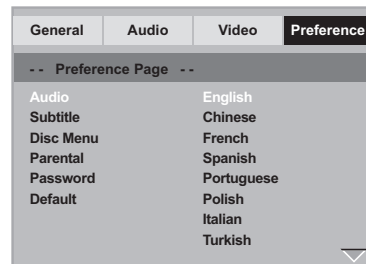 General Audio Video Preference
- - Preference Page - -
Audio English
Subtitle Chinese
Disc Menu French
Parental Spanish
Password Portuguese
Default Polish
Italian
Turkish